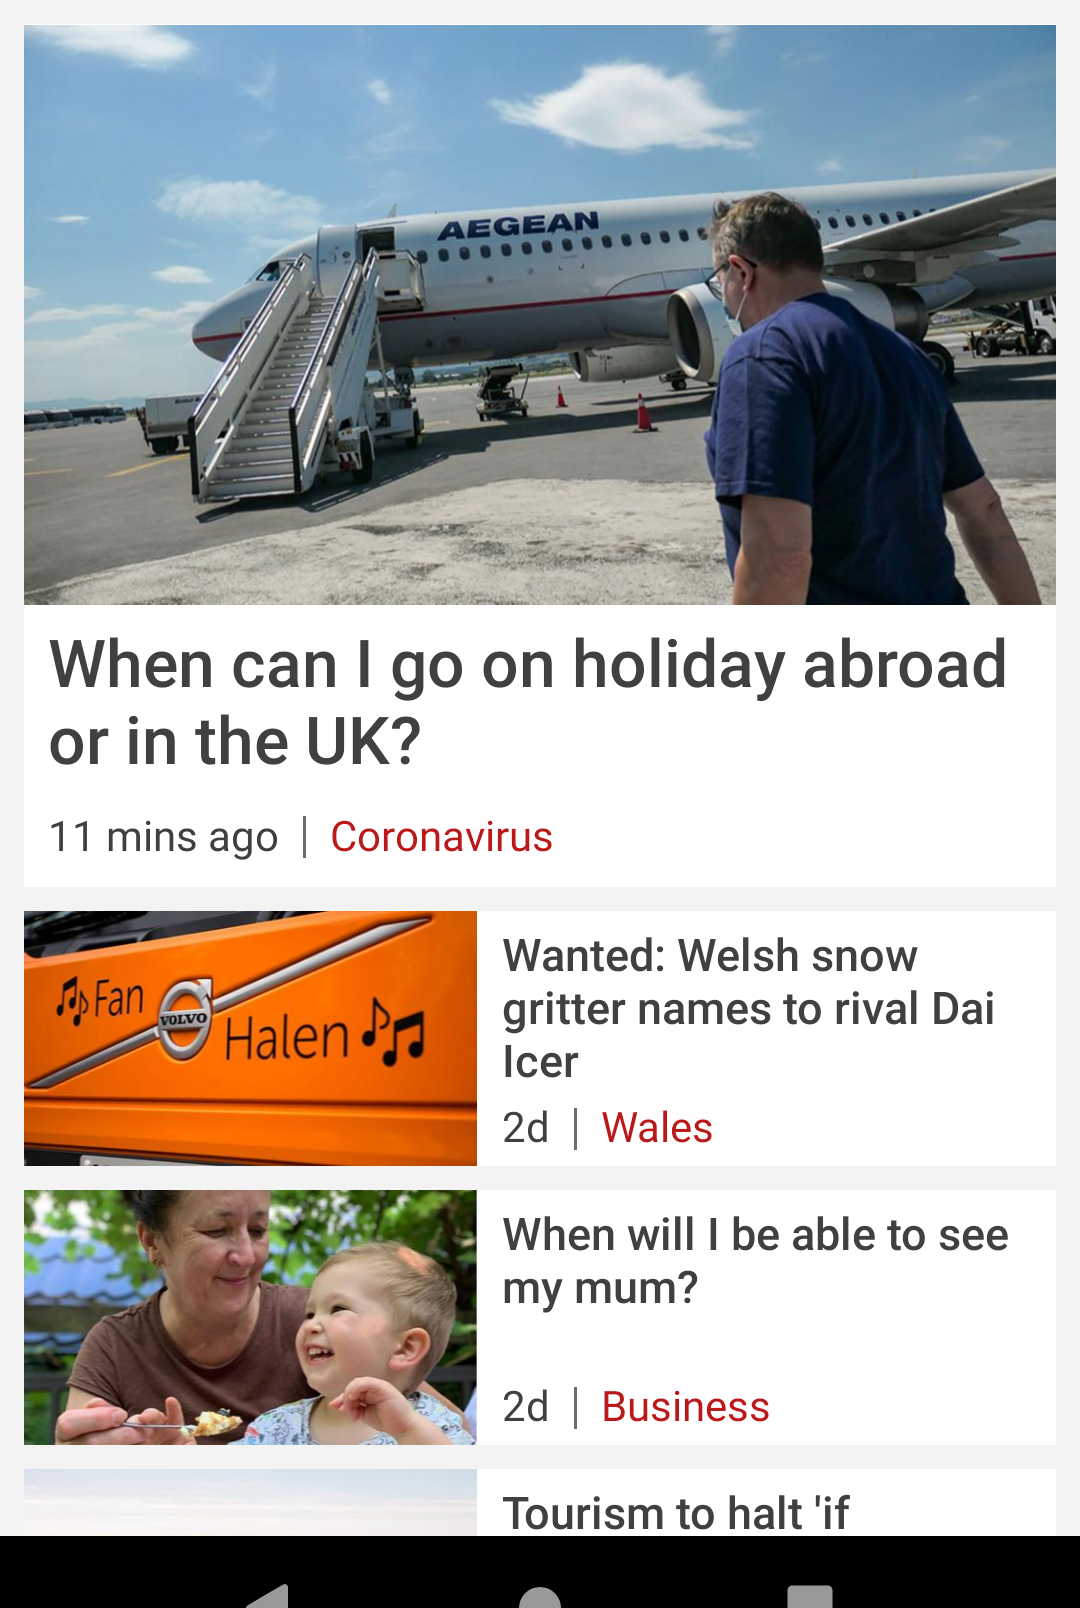 AEGEAN
When can I go on holiday abroad
or in the UK?
11 mins ago | Coronavirus
Fan
VOLVO
Halen
Wanted: Welsh snow
gritter names to rival Dai
Icer
2d | Wales
When will I be able to see
my mum?
2d | Business
Tourism to halt 'if